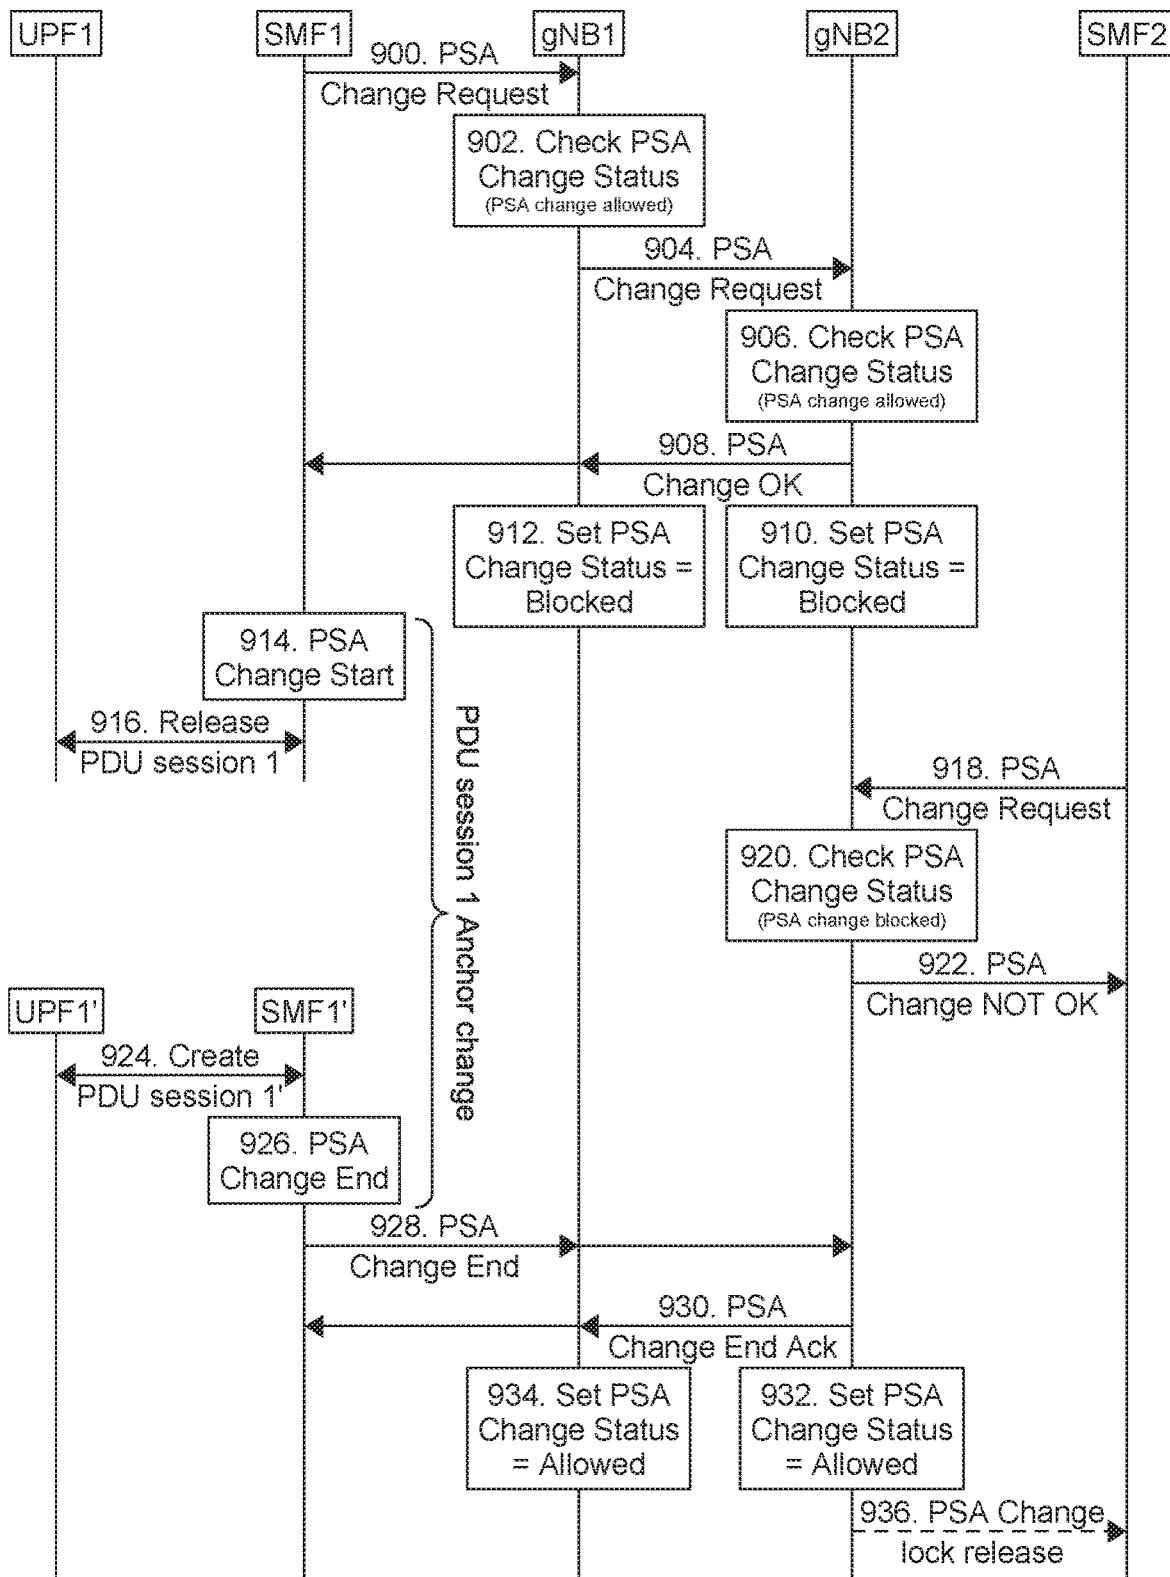 UPF1
SMF1
gNB1
gNB2
SMF2
900. PSA
Change Request
902. Check PSA
Change Status
(PSA change allowed)
904. PSA
Change Request
906. Check PSA
Change Status
(PSA change allowed)
908. PSA
Change OK
912. Set PSA
Change Status =
Blocked
910. Set PSA
Change Status =
Blocked
914. PSA
Change Start
916. Release
PDU session 1
PDU session 1 Anchor change
918. PSA
Change Request
920. Check PSA
Change Status
(PSA change blocked)
922. PSA
Change NOT OK
UPF1'
SMF1'
924. Create
PDU session 1'
926. PSA
Change End
928. PSA
Change End
930. PSA
Change End Ack
934. Set PSA
Change Status
= Allowed
932. Set PSA
Change Status
= Allowed
936. PSA Change
lock release